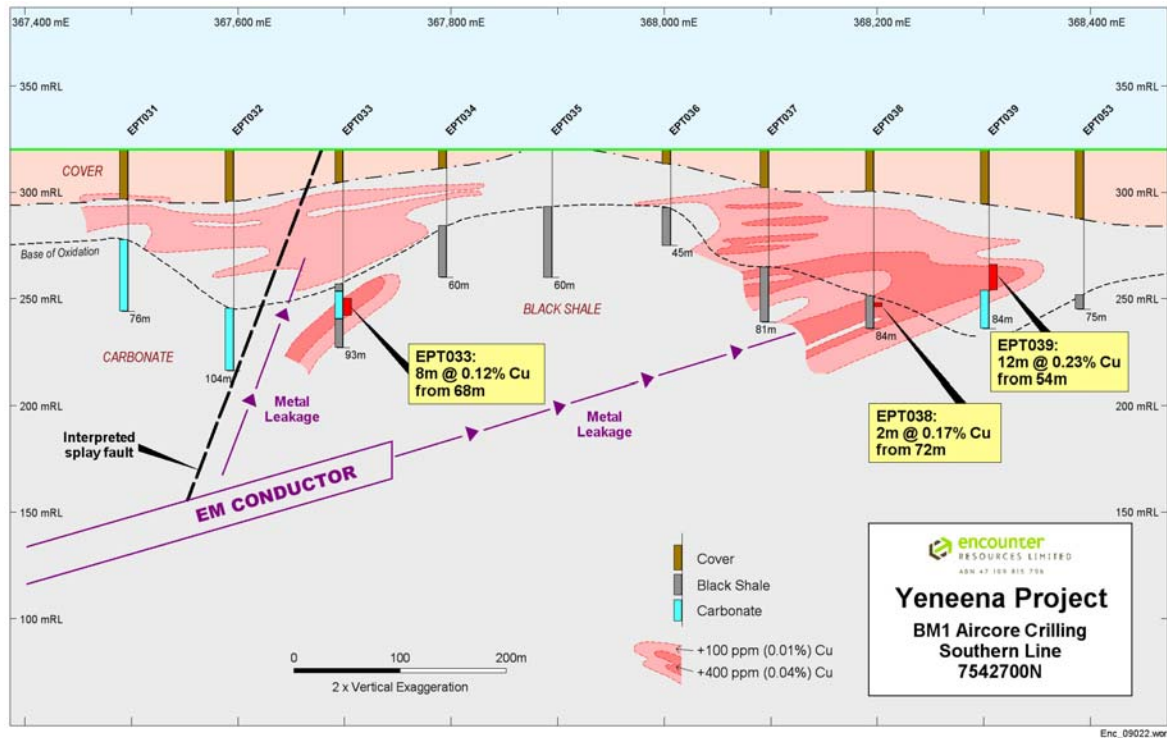 367,400 mE
367,600 mE
367,800 mE
368,000 mE
368,200 mE
368,400 mE
350 mRL
350 mRL
EPT031
EPT032
EPT033
EPT034
EPT035
EPT036
EPT037
EPT038
EPT039
EPT053
COVER
300 mRL
300 mRL
Base of Oxidation
250 mRL
250 mRL
76m
104m
93m
60m
60m
45m
81m
84m
84m
75m
CARBONATE
BLACK SHALE
EPT033:
8m @ 0.12% Cu
from 68m
EPT039:
12m @ 0.23% Cu
from 54m
EPT038:
2m @ 0.17% Cu
from 72m
Metal
Leakage
Metal
Leakage
200 mRL
200 mRL
Interpreted
splay fault
EM CONDUCTOR
150 mRL
150 mRL
100 mRL
Cover
Black Shale
Carbonate
+100 ppm (0.01%) Cu
+400 ppm (0.04%) Cu
0
100
200m
2 x Vertical Exaggeration
encounter
RESOURCES LIMITED
ABN 47 109 815 796
Yeneena Project
BM1 Aircore Crilling
Southern Line
7542700N
Enc_09022.wor